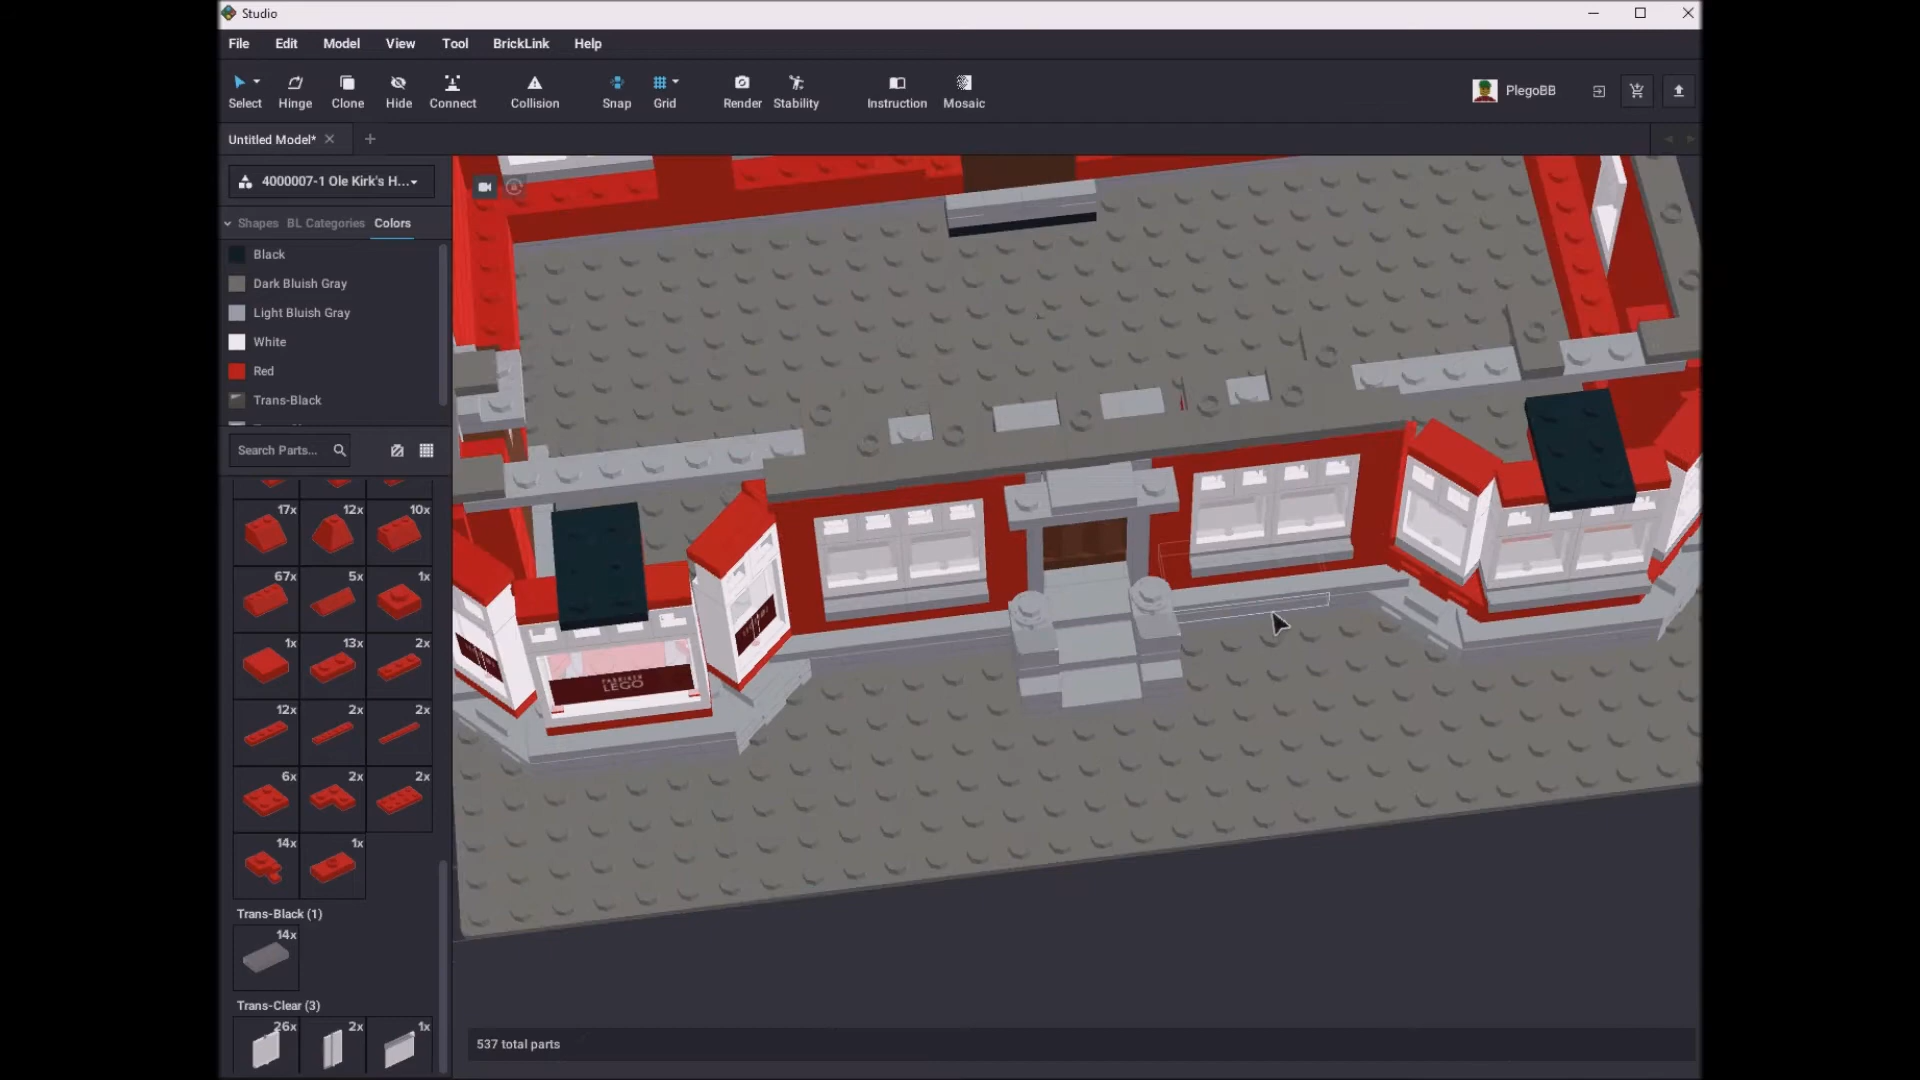 Studio
File Edit Model View Tool BrickLink Help
Select Hinge Clone Hide Connect Collision Snap Grid Render Stability Instruction Mosaic
PlegoBB
Untitled Model*
4000007-1 Ole Kirk's H...
Shapes BL Categories Colors
Black
Dark Bluish Gray
Light Bluish Gray
White
Red
Trans-Black
Search Parts...
17x 12x 10x
67x 5x 1x
1x 13x 2x
12x 2x 2x
6x 2x 2x
14x 1x
Trans-Black (1)
14x
Trans-Clear (3)
26x 2x 1x
FABRIKEN
LEGO
537 total parts